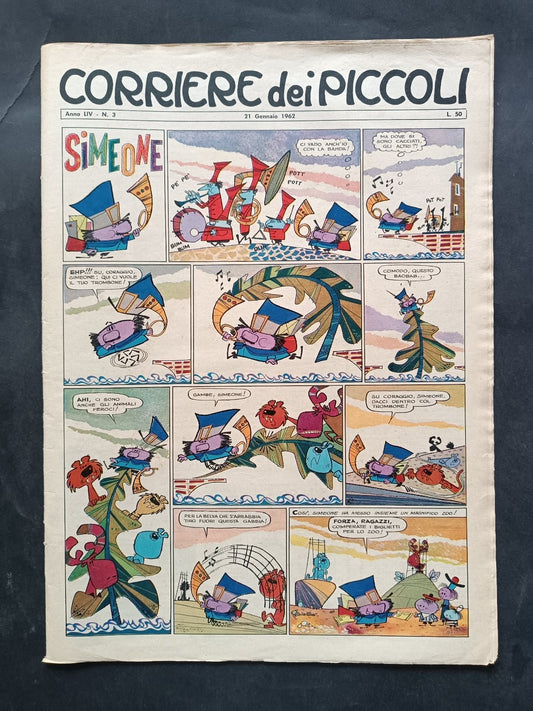 CORRIERE dei PICCOLI
Anno LIV - N. 3
21 Gennaio 1962
L. 50
SiMEONE
PE' PE'
POTT
POTT
BUM
BUM
CI VADO ANCH'IO
CON LA BANDA!
MA DOVE SI
SONO CACCIATI,
GLI ALTRI??
PAT PAT
EHP!!! SU, CORAGGIO,
SIMEONE: QUI CI VUOLE
IL TUO TROMBONE!
COMODO, QUESTO
BAOBAB...
AHI, CI SONO
ANCHE GLI ANIMALI
FEROCI!
GAMBE, SIMEONE!
SU CORAGGIO, SIMEONE,
DACCI DENTRO COL
TROMBONE!
PER LA BELVA CHE S'ARRABBIA,
TIRO FUORI QUESTA GABBIA!
COSÌ, SIMEONE HA MESSO INSIEME UN MAGNIFICO ZOO!
FORZA, RAGAZZI,
COMPERATE I BIGLIETTI
PER LO ZOO!